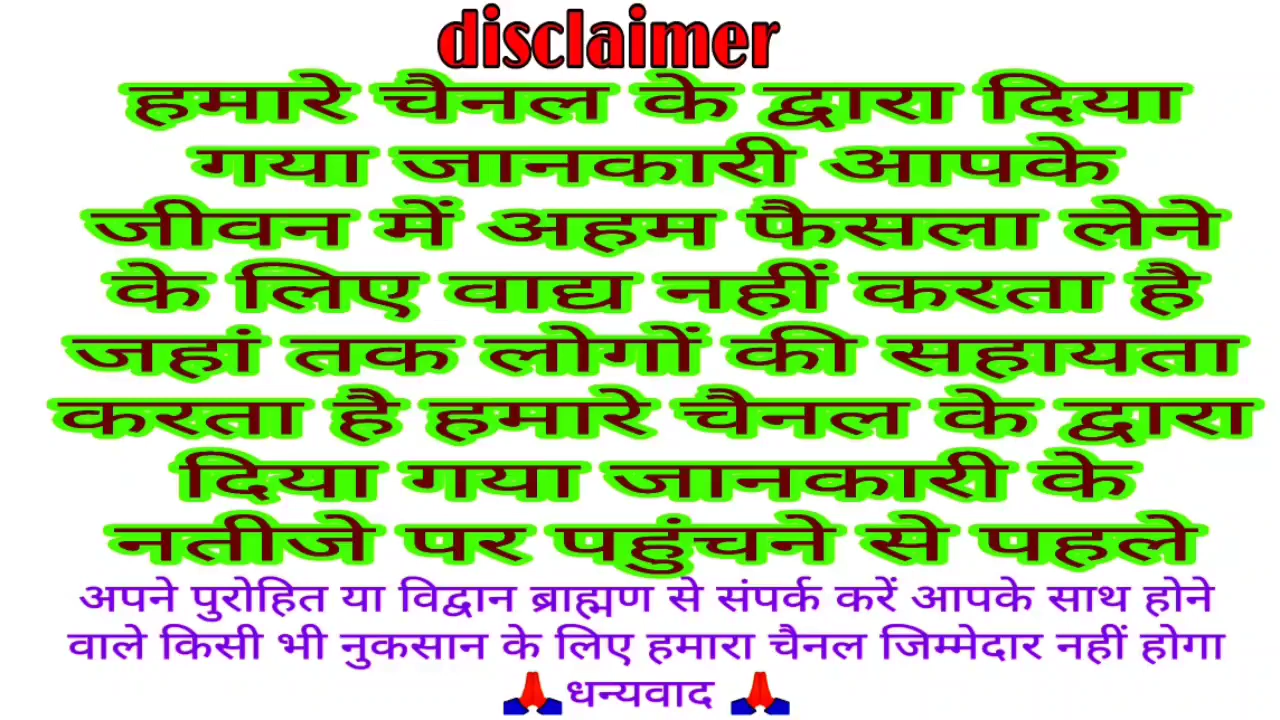 disclaimer
हमारे चैनल के द्वारा दिया
गया जानकारी आपके
जीवन में अहम फैसला लेने
के लिए वाद्य नहीं करता है
जहां तक लोगों की सहायता
करता है हमारे चैनल के द्वारा
दिया गया जानकारी के
नतीजे पर पहुंचने से पहले
अपने पुरोहित या विद्वान ब्राह्मण से संपर्क करें आपके साथ होने
वाले किसी भी नुकसान के लिए हमारा चैनल जिम्मेदार नहीं होगा
🙏धन्यवाद 🙏